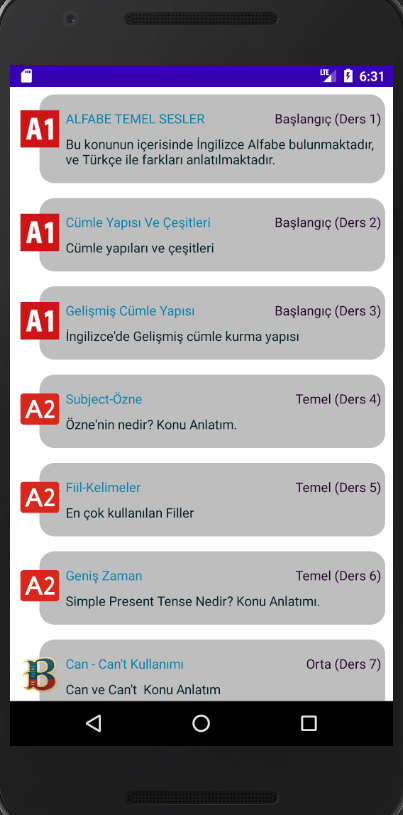 LTE 6:31
A1
ALFABE TEMEL SESLER Başlangıç (Ders 1)
Bu konunun içerisinde İngilizce Alfabe bulunmaktadır,
ve Türkçe ile farkları anlatılmaktadır.
A1
Cümle Yapısı Ve Çeşitleri Başlangıç (Ders 2)
Cümle yapıları ve çeşitleri
A1
Gelişmiş Cümle Yapısı Başlangıç (Ders 3)
İngilizce'de Gelişmiş cümle kurma yapısı
A2
Subject-Özne Temel (Ders 4)
Özne'nin nedir? Konu Anlatım.
A2
Fiil-Kelimeler Temel (Ders 5)
En çok kullanılan Filler
A2
Geniş Zaman Temel (Ders 6)
Simple Present Tense Nedir? Konu Anlatımı.
B
Can - Can't Kullanımı Orta (Ders 7)
Can ve Can't Konu Anlatım